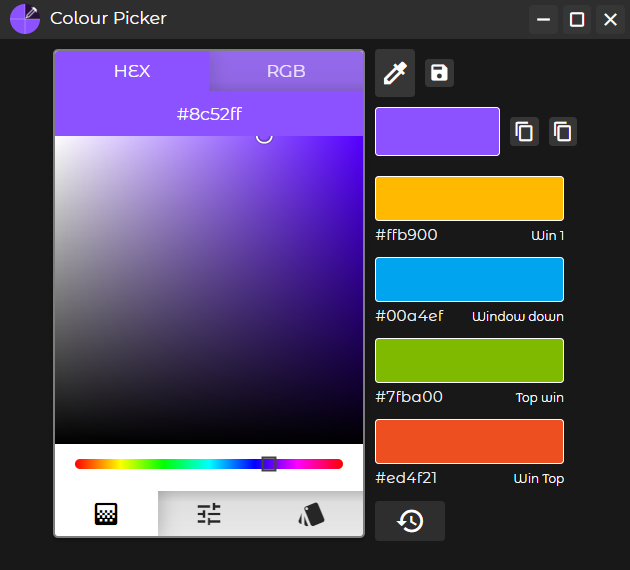 Colour Picker
HEX RGB
#8c52ff
#ffb900 Win 1
#00a4ef Window down
#7fba00 Top win
#ed4f21 Win Top